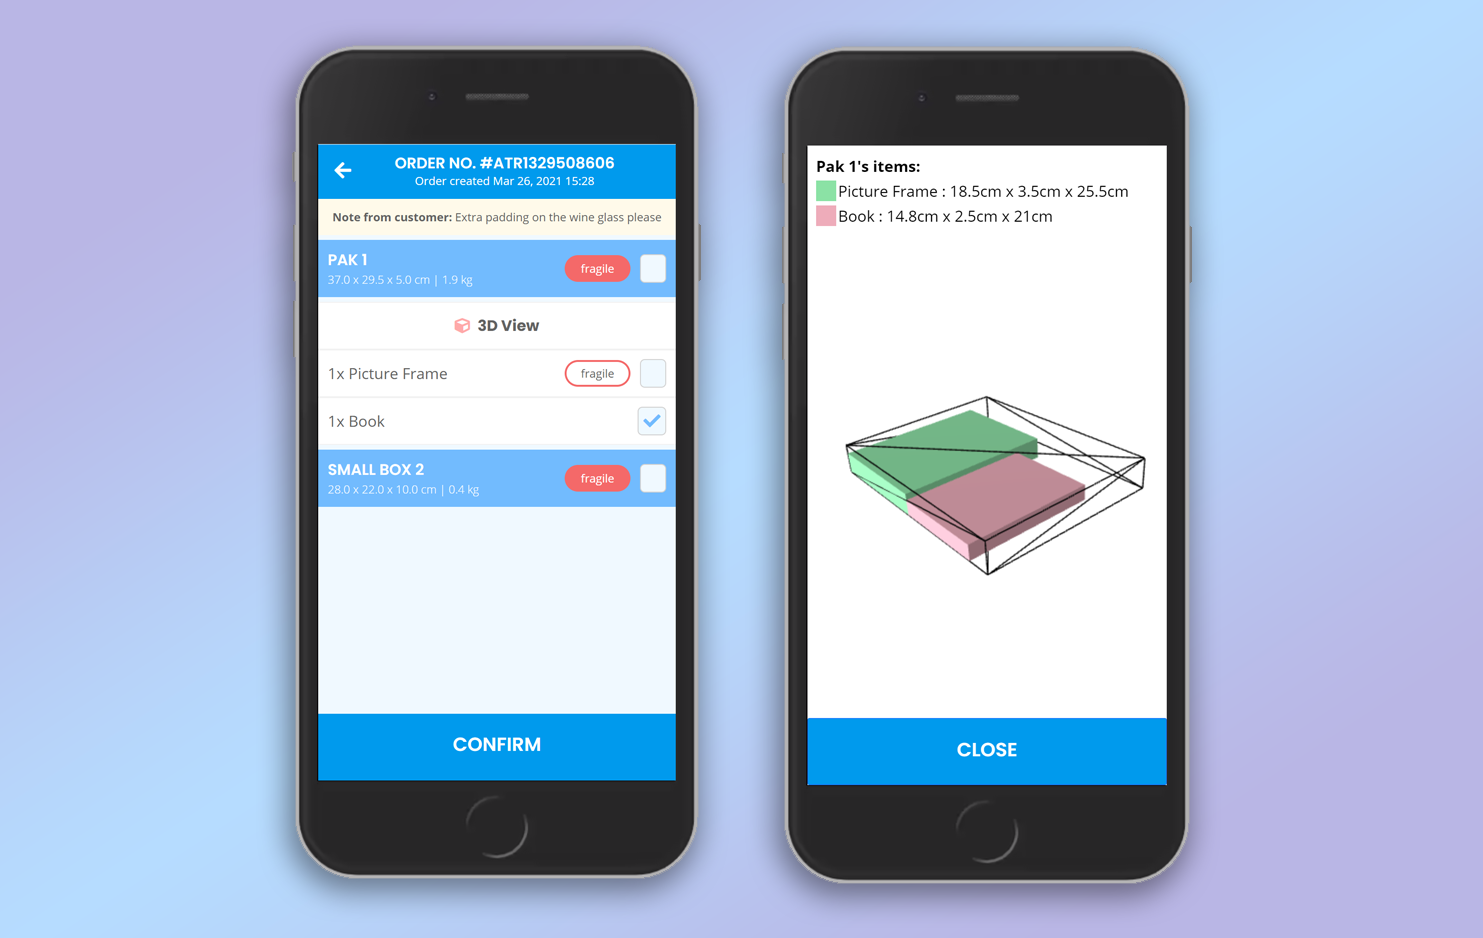 ORDER NO. #ATR1329508606
Order created Mar 26, 2021 15:28
Note from customer: Extra padding on the wine glass please
PAK 1
37.0 x 29.5 x 5.0 cm | 1.9 kg
fragile
3D View
1x Picture Frame
fragile
1x Book
SMALL BOX 2
28.0 x 22.0 x 10.0 cm | 0.4 kg
fragile
CONFIRM
Pak 1's items:
Picture Frame : 18.5cm x 3.5cm x 25.5cm
Book : 14.8cm x 2.5cm x 21cm
CLOSE